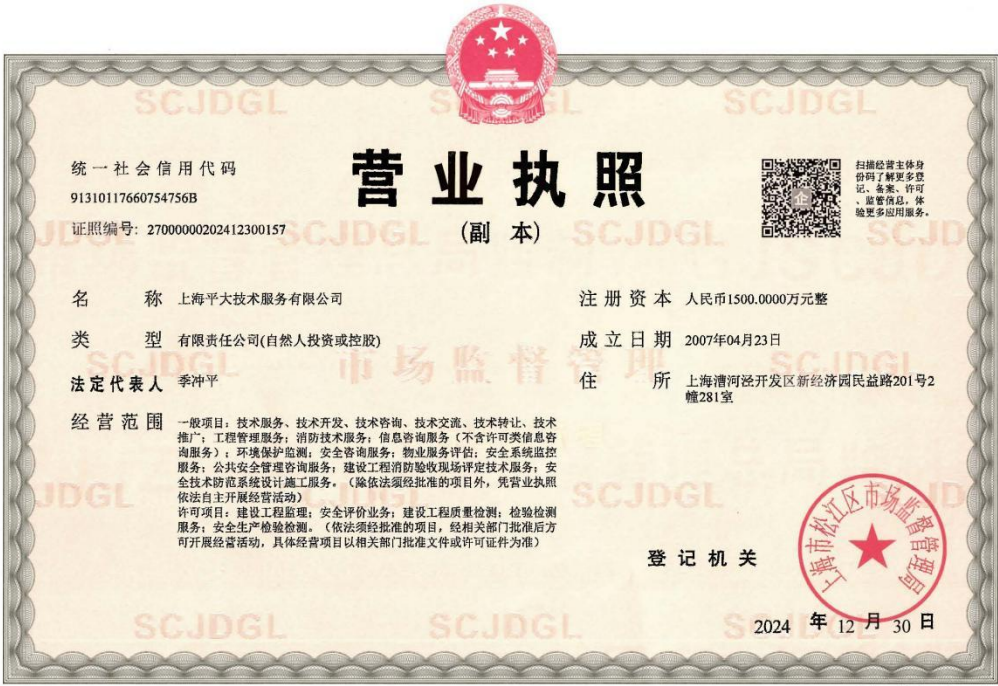 营业执照
(副 本)
统一社会信用代码
91310117660754756B
证照编号: 27000000202412300157
企
扫描经营主体身
份码了解更多登
记、备案、许可
、监管信息，体
验更多应用服务。
名 称 上海平大技术服务有限公司
类 型 有限责任公司(自然人投资或控股)
法定代表人 季冲平
经营范围 一般项目：技术服务、技术开发、技术咨询、技术交流、技术转让、技术
推广；工程管理服务；消防技术服务；信息咨询服务（不含许可类信息咨
询服务）；环境保护监测；安全咨询服务；物业服务评估；安全系统监控
服务；公共安全管理咨询服务；建设工程消防验收现场评定技术服务；安
全技术防范系统设计施工服务。（除依法须经批准的项目外，凭营业执照
依法自主开展经营活动）
许可项目：建设工程监理；安全评价业务；建设工程质量检测；检验检测
服务；安全生产检验检测。（依法须经批准的项目，经相关部门批准后方
可开展经营活动，具体经营项目以相关部门批准文件或许可证件为准）
注册资本 人民币1500.0000万元整
成立日期 2007年04月23日
住 所 上海漕河泾开发区新经济园民益路201号2
幢281室
登记机关
上海市松江区市场监督管理局
2024 年 12 月 30 日
SCJDGL
市场监督管理